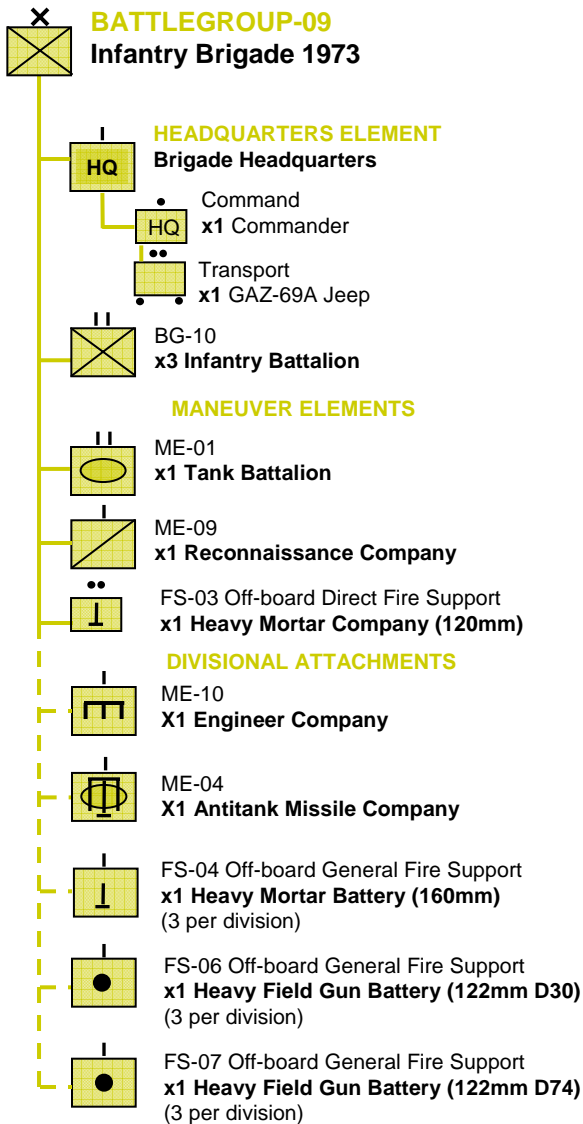 BATTLEGROUP-09
Infantry Brigade 1973
HEADQUARTERS ELEMENT
HQ
Brigade Headquarters
Command
HQ
x1 Commander
Transport
x1 GAZ-69A Jeep
BG-10
x3 Infantry Battalion
MANEUVER ELEMENTS
ME-01
x1 Tank Battalion
ME-09
x1 Reconnaissance Company
FS-03 Off-board Direct Fire Support
x1 Heavy Mortar Company (120mm)
DIVISIONAL ATTACHMENTS
ME-10
X1 Engineer Company
ME-04
X1 Antitank Missile Company
FS-04 Off-board General Fire Support
x1 Heavy Mortar Battery (160mm)
(3 per division)
FS-06 Off-board General Fire Support
x1 Heavy Field Gun Battery (122mm D30)
(3 per division)
FS-07 Off-board General Fire Support
x1 Heavy Field Gun Battery (122mm D74)
(3 per division)